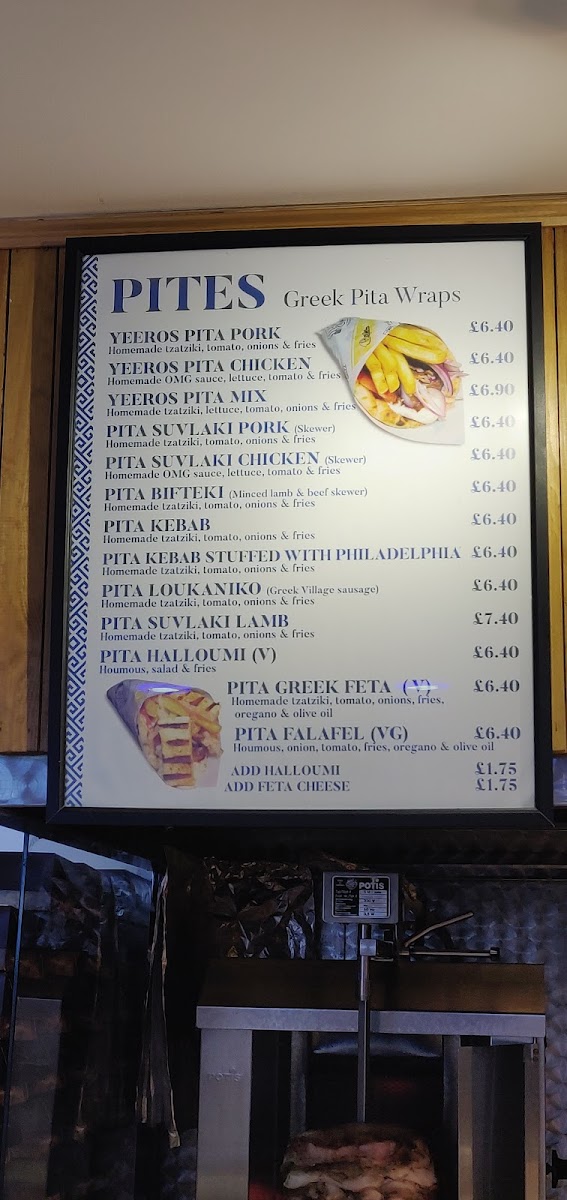 PITES Greek Pita Wraps
YEEROS PITA PORK £6.40
Homemade tzatziki, tomato, onions & fries
YEEROS PITA CHICKEN £6.40
Homemade OMG sauce, lettuce, tomato & fries
YEEROS PITA MIX £6.90
Homemade tzatziki, lettuce, tomato, onions & fries
PITA SUVLAKI PORK (Skewer) £6.40
Homemade tzatziki, tomato, onions & fries
PITA SUVLAKI CHICKEN (Skewer) £6.40
Homemade OMG sauce, lettuce, tomato & fries
PITA BIFTEKI (Minced lamb & beef skewer) £6.40
Homemade tzatziki, tomato, onions & fries
PITA KEBAB £6.40
Homemade tzatziki, tomato, onions & fries
PITA KEBAB STUFFED WITH PHILADELPHIA £6.40
Homemade tzatziki, tomato, onions & fries
PITA LOUKANIKO (Greek Village sausage) £6.40
Homemade tzatziki, tomato, onions & fries
PITA SUVLAKI LAMB £7.40
Homemade tzatziki, tomato, onions & fries
PITA HALLOUMI (V) £6.40
Houmous, salad & fries
PITA GREEK FETA (V) £6.40
Homemade tzatziki, tomato, onions, fries,
oregano & olive oil
PITA FALAFEL (VG) £6.40
Houmous, onion, tomato, fries, oregano & olive oil
ADD HALLOUMI £1.75
ADD FETA CHEESE £1.75
POTIS
POTIS